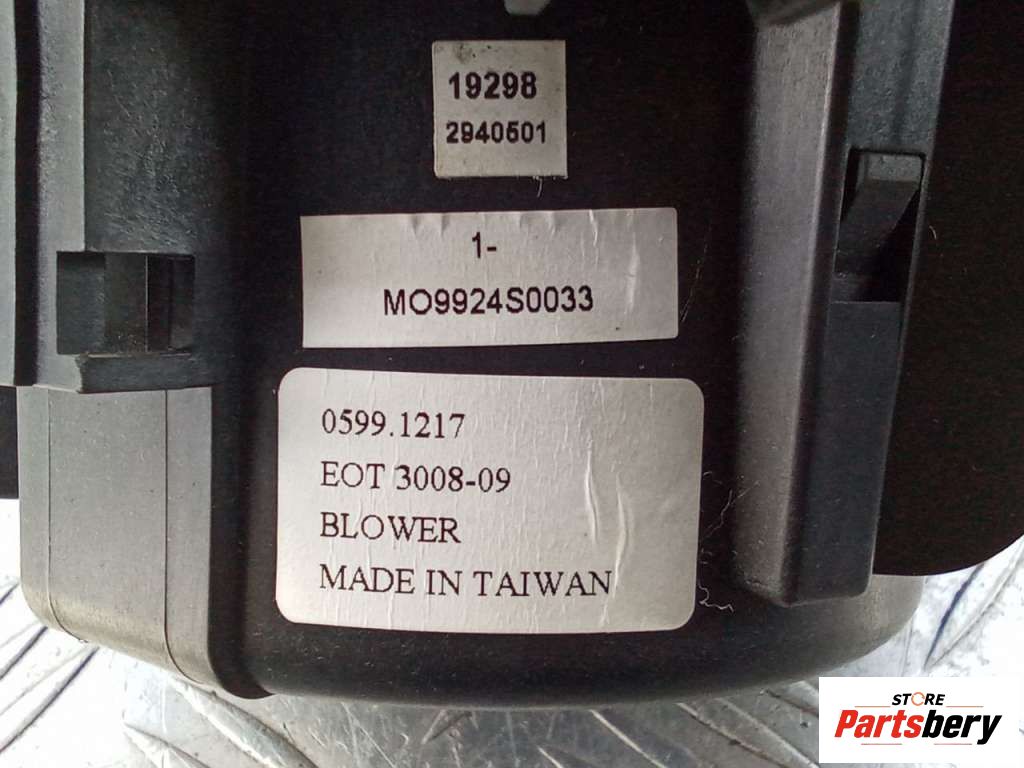 19298
2940501
1-
MO9924S0033
0599.1217
EOT 3008-09
BLOWER
MADE IN TAIWAN
STORE
Partsbery